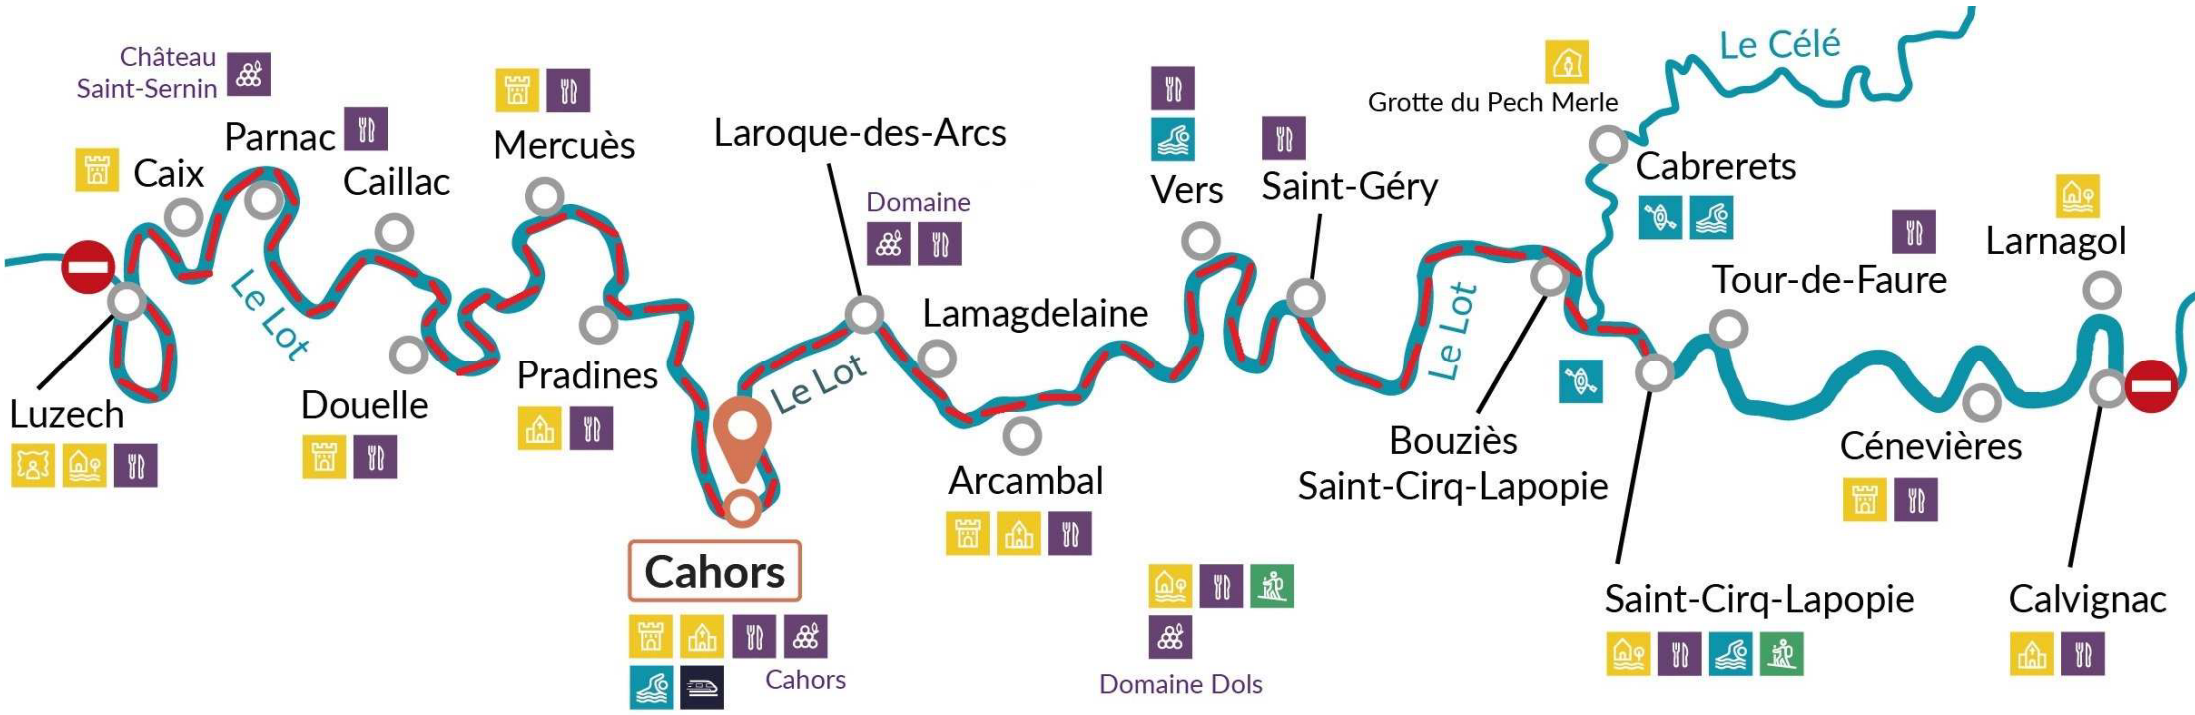 Château
Saint-Sernin
Parnac
Caix
Caillac
Mercuès
Laroque-des-Arcs
Domaine
Vers
Saint-Géry
Grotte du Pech Merle
Le Célé
Cabrerets
Larnagol
Tour-de-Faure
Le Lot
Lamagdelaine
Le Lot
Le Lot
Luzech
Douelle
Pradines
Arcambal
Bouziès
Saint-Cirq-Lapopie
Cénevières
Cahors
Cahors
Domaine Dols
Saint-Cirq-Lapopie
Calvignac